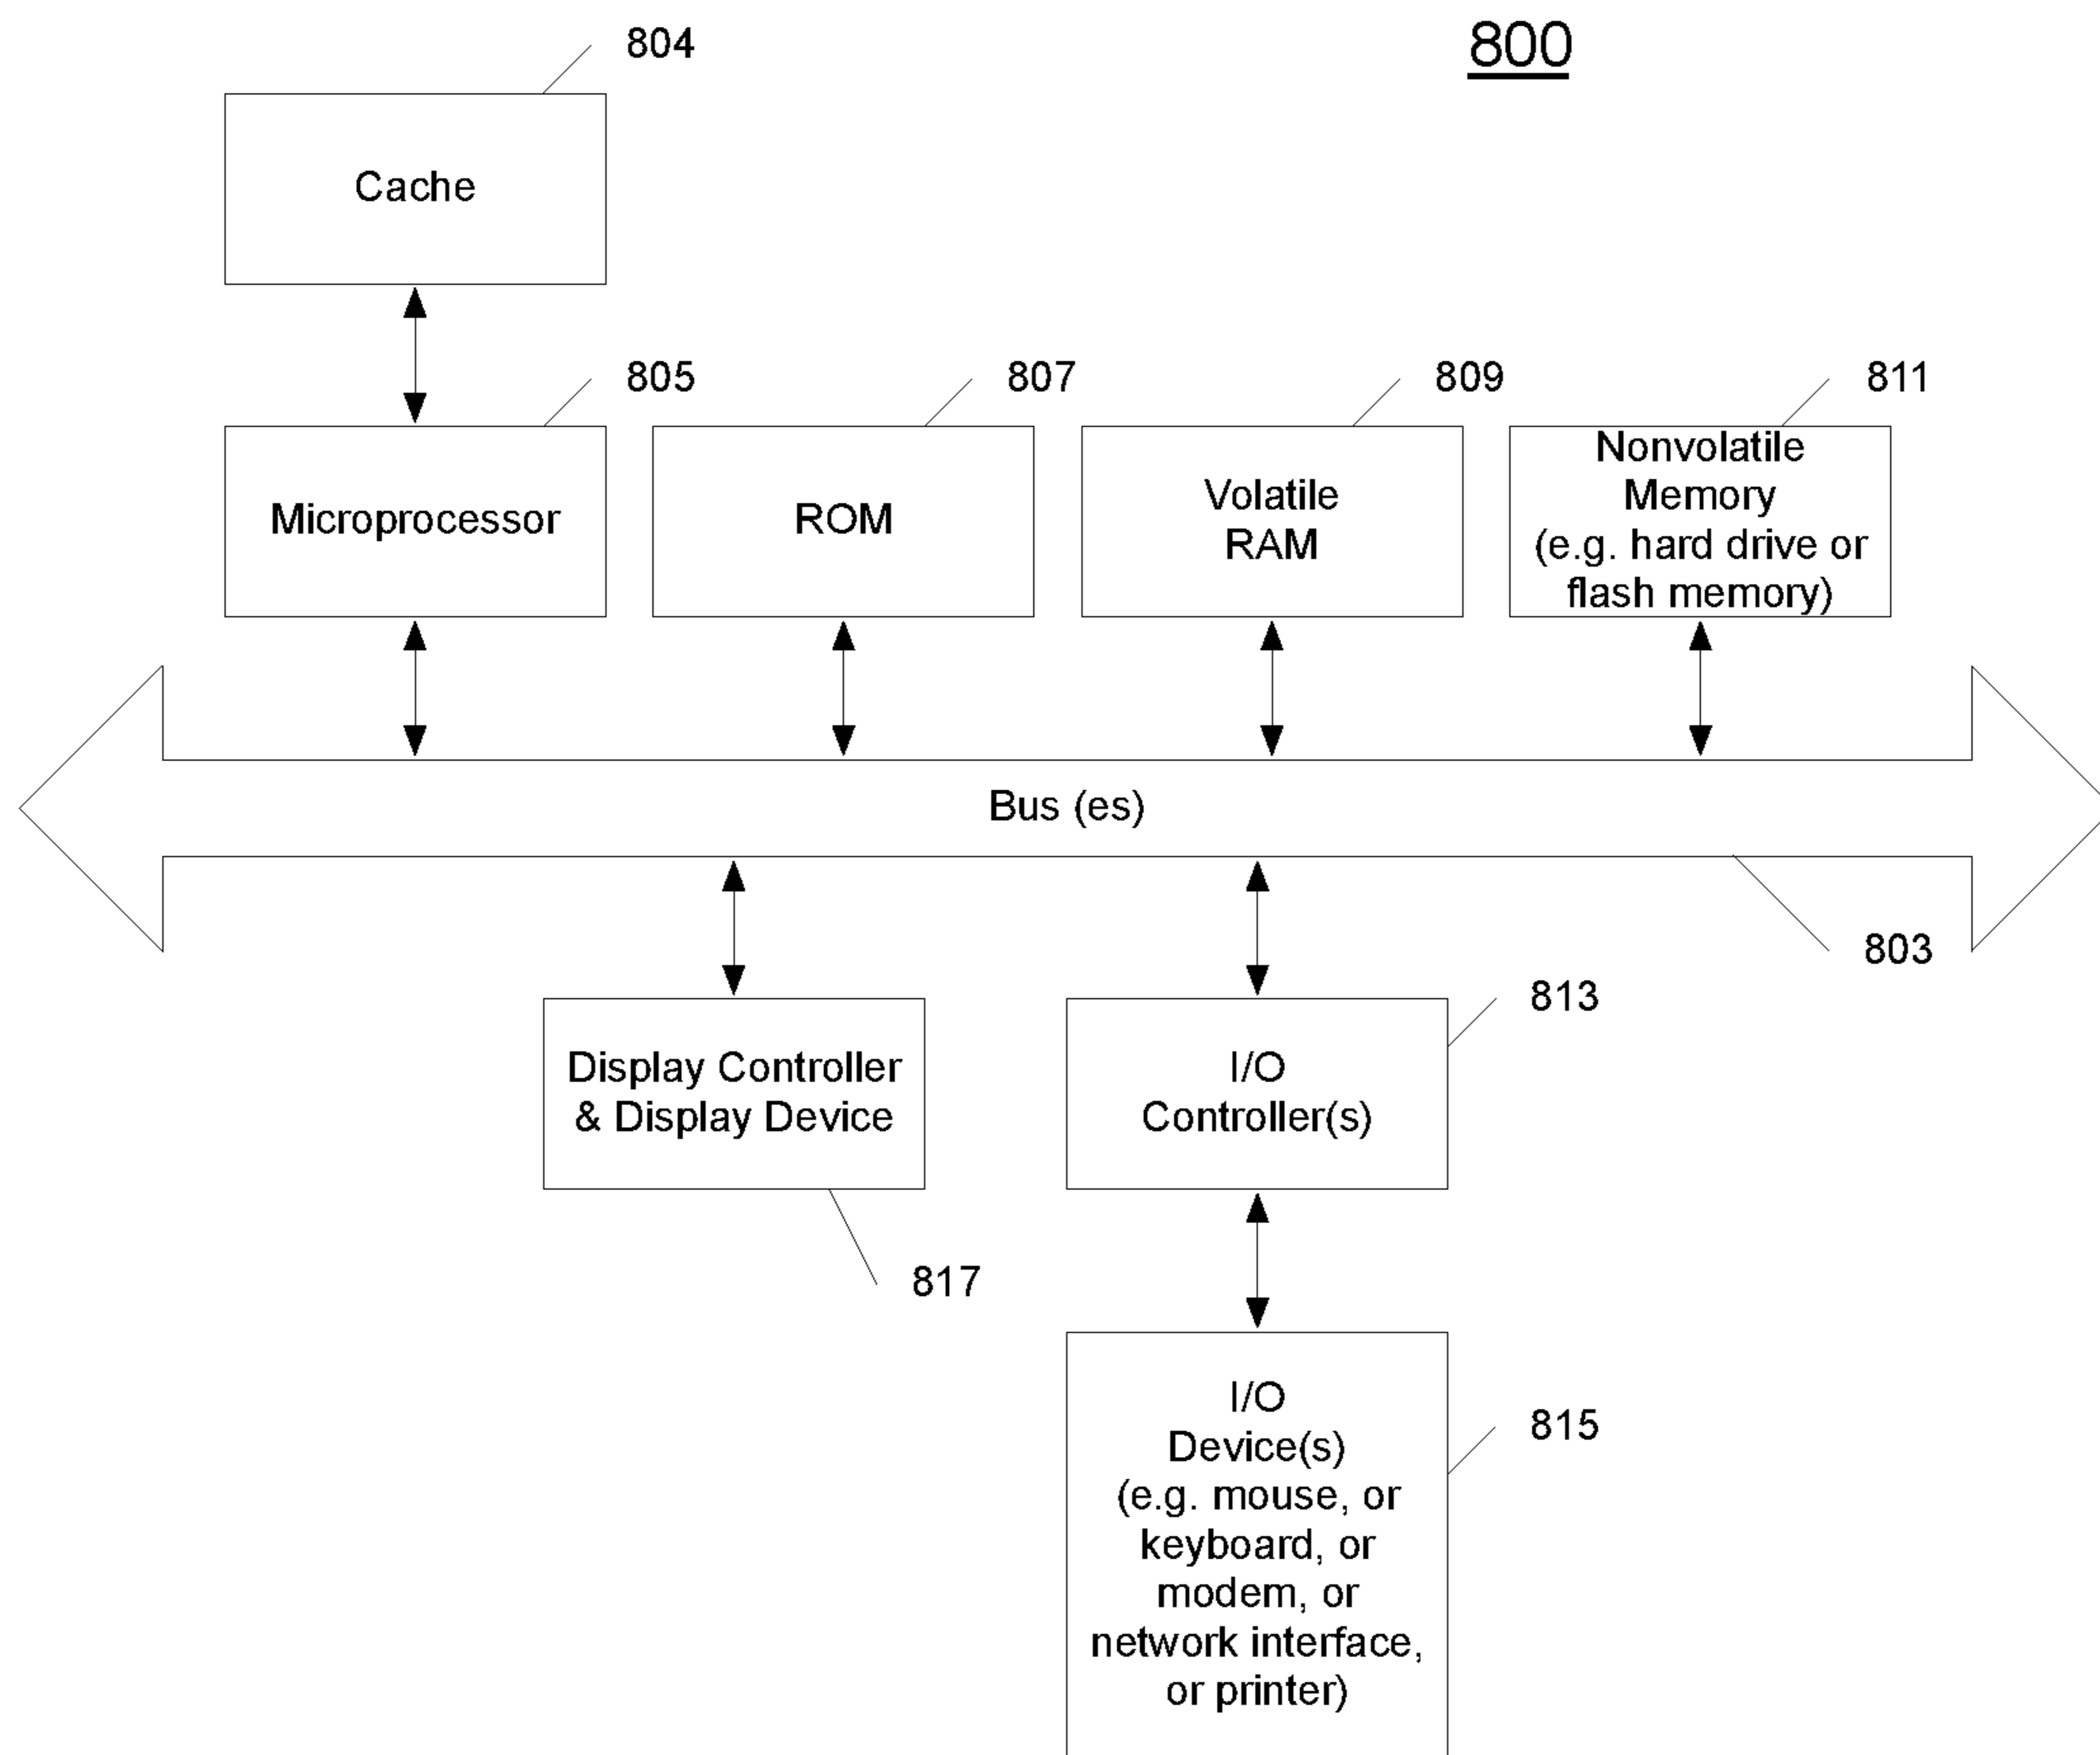 804
800
Cache
805
807
809
811
Microprocessor
ROM
Volatile
RAM
Nonvolatile
Memory
(e.g. hard drive or
flash memory)
Bus (es)
803
813
Display Controller
& Display Device
I/O
Controller(s)
817
815
I/O
Device(s)
(e.g. mouse, or
keyboard, or
modem, or
network interface,
or printer)